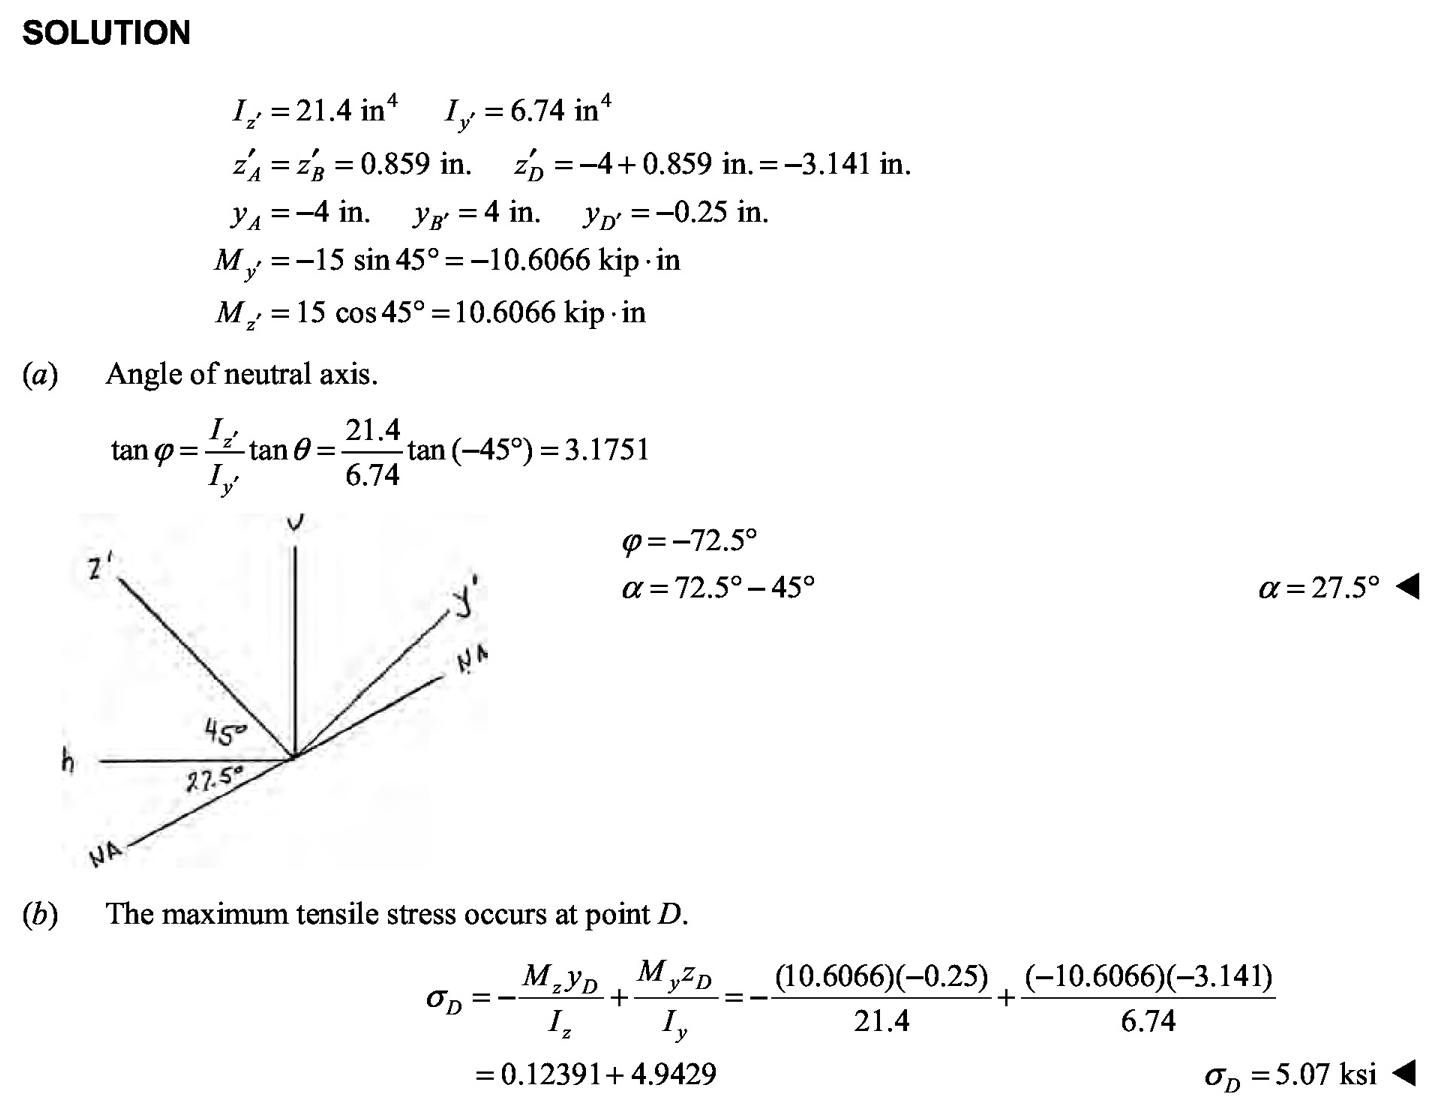 SOLUTION
I_z′ = 21.4 in⁴ I_y′ = 6.74 in⁴
z′_A = z′_B = 0.859 in. z′_D = −4 + 0.859 in. = −3.141 in.
y_A = −4 in. y_B′ = 4 in. y_D′ = −0.25 in.
M_y′ = −15 sin 45° = −10.6066 kip · in
M_z′ = 15 cos 45° = 10.6066 kip · in
(a) Angle of neutral axis.
tan φ = I_z′/I_y′ tan θ = 21.4/6.74 tan (−45°) = 3.1751
φ = −72.5°
α = 72.5° − 45° α = 27.5° ◀
z′
y′
NA
45°
h
27.5°
NA
(b) The maximum tensile stress occurs at point D.
σ_D = − M_z y_D/I_z + M_y z_D/I_y = − (10.6066)(−0.25)/21.4 + (−10.6066)(−3.141)/6.74
= 0.12391 + 4.9429 σ_D = 5.07 ksi ◀